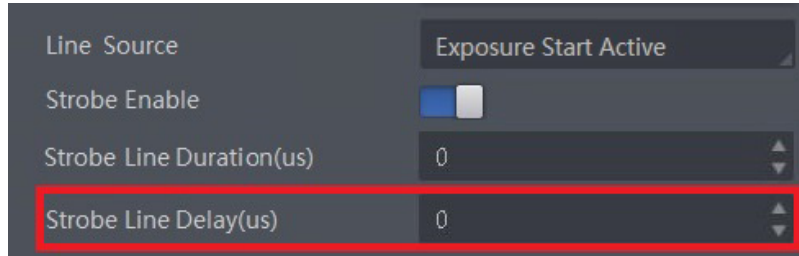 Line Source Exposure Start Active
Strobe Enable
Strobe Line Duration(us) 0
Strobe Line Delay(us) 0